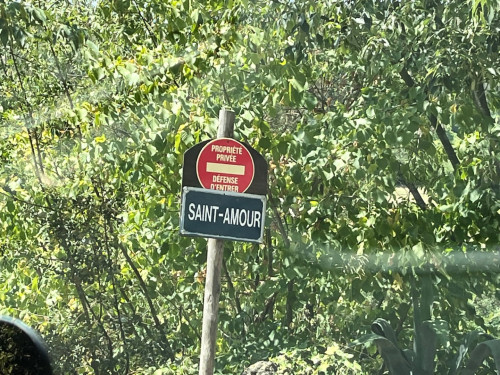 PROPRIÉTÉ
PRIVÉE
DÉFENSE
D'ENTRER
SAINT-AMOUR